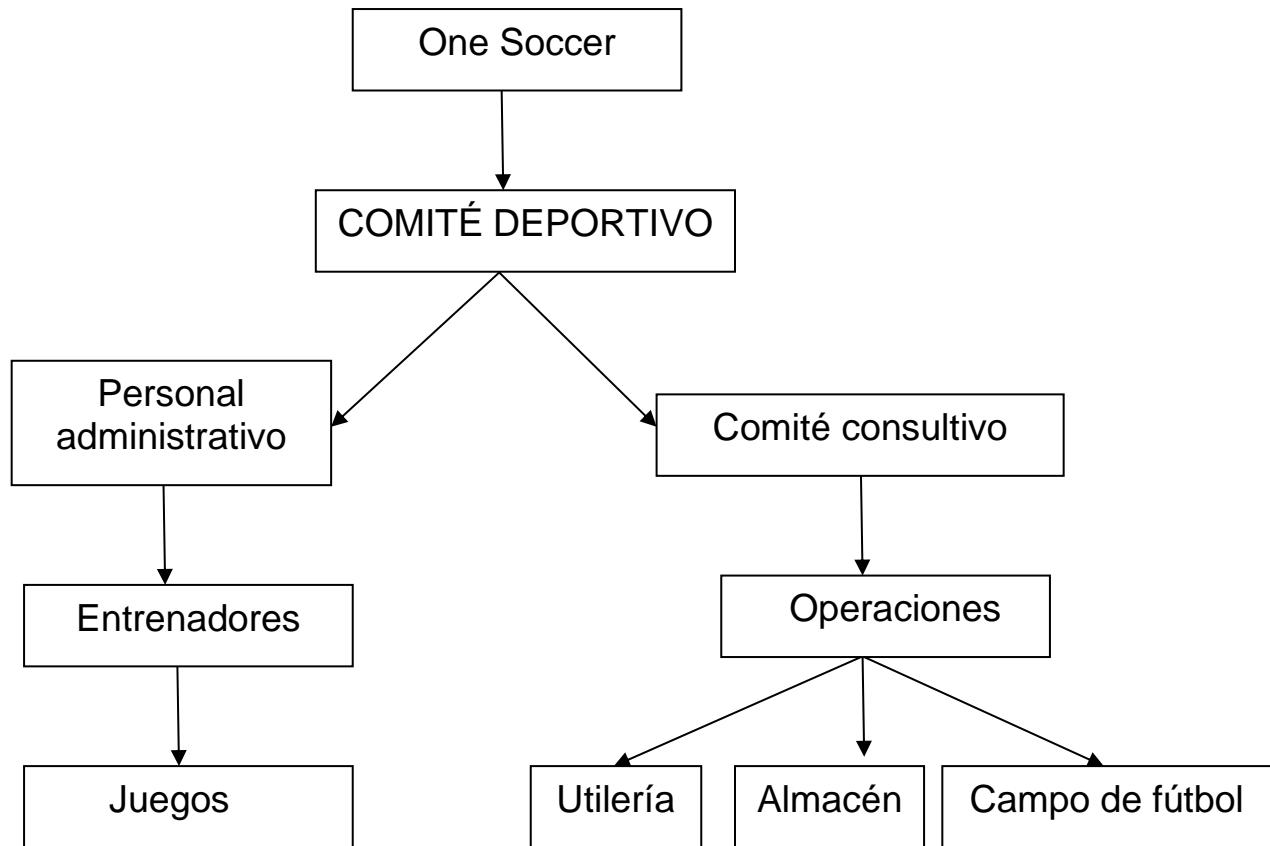 One Soccer
COMITÉ DEPORTIVO
Personal
administrativo
Comité consultivo
Entrenadores
Operaciones
Juegos
Utilería
Almacén
Campo de fútbol